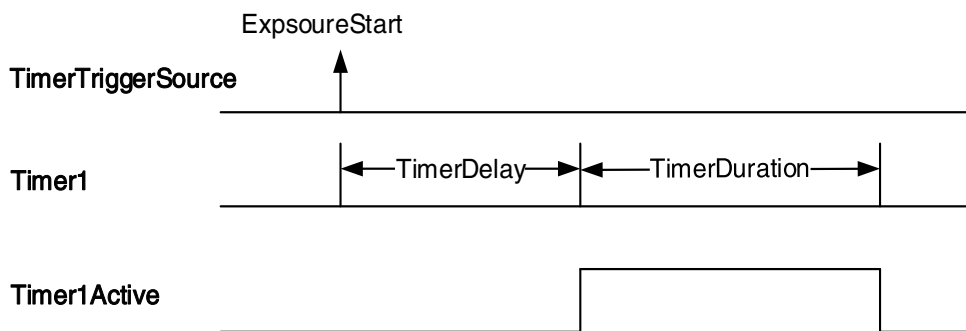 ExpsoureStart
TimerTriggerSource
Timer1
TimerDelay
TimerDuration
Timer1Active